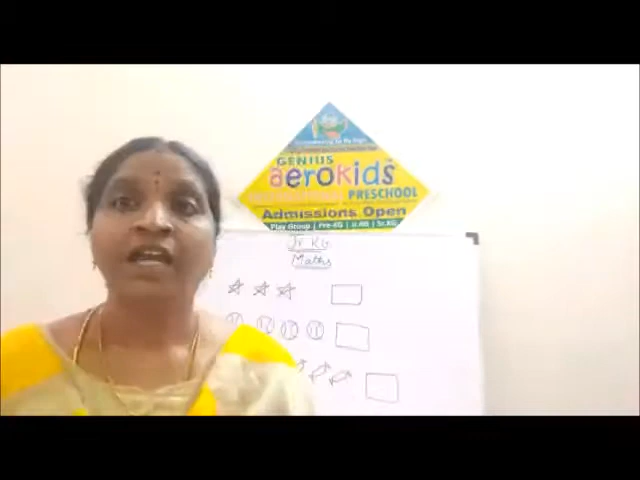 GENIUS
aerokids
PRESCHOOL
Admissions Open
Play Group | Pre-KG | Jr.KG | Sr.KG
Jr KG
Maths